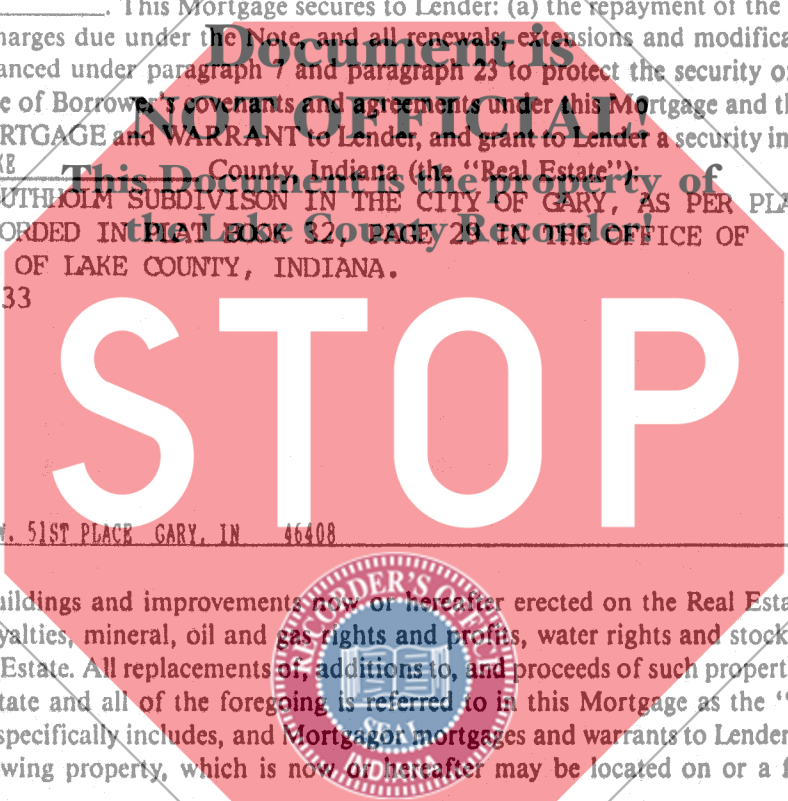 . This Mortgage secures to Lender: (a) the repayment of the
harges due under the Note, and all renewals, extensions and modifica
Document is
anced under paragraph 7 and paragraph 23 to protect the security o
e of Borrower's covenants and agreements under this Mortgage and th
NOT OFFICIAL!
RTGAGE and WARRANT to Lender, and grant to Lender a security in
KE County, Indiana (the "Real Estate"):
This Document is the property of
UTHHOLM SUBDIVISON IN THE CITY OF GARY, AS PER PLA
the Lake County Recorder!
ORDED IN PLAT BOOK 32, PAGE 29 IN THE OFFICE OF
OF LAKE COUNTY, INDIANA.
33
STOP
W. 51ST PLACE GARY, IN 46408
RECORDER'S OFFICE
uildings and improvements now or hereafter erected on the Real Esta
yalties, mineral, oil and gas rights and profits, water rights and stock
Estate. All replacements of, additions to, and proceeds of such propert
tate and all of the foregoing is referred to in this Mortgage as the "
SEAL
specifically includes, and Mortgagor mortgages and warrants to Lender
INDIANA
wing property, which is now or hereafter may be located on or a f